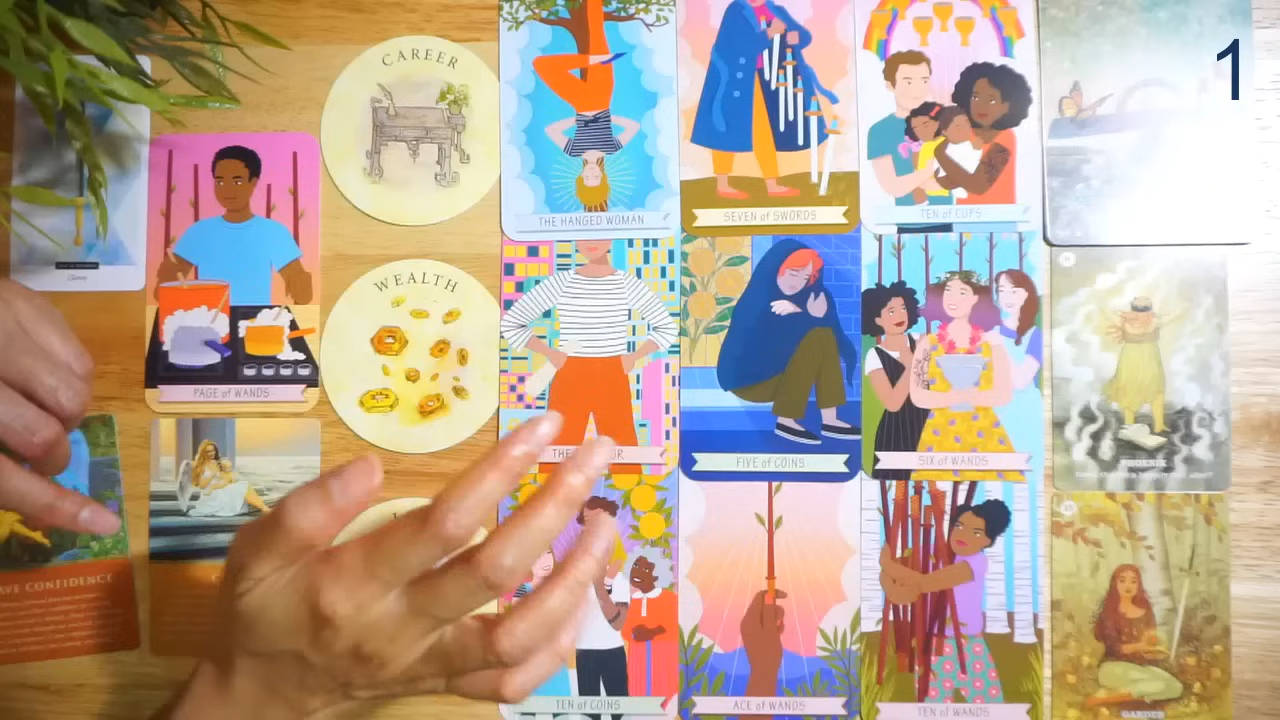 1
CAREER
THE HANGED WOMAN
SEVEN of SWORDS
TEN of CUPS
PAGE of WANDS
WEALTH
FIVE of COINS
SIX of WANDS
PHOENIX
CONFIDENCE
TEN of COINS
ACE of WANDS
TEN of WANDS